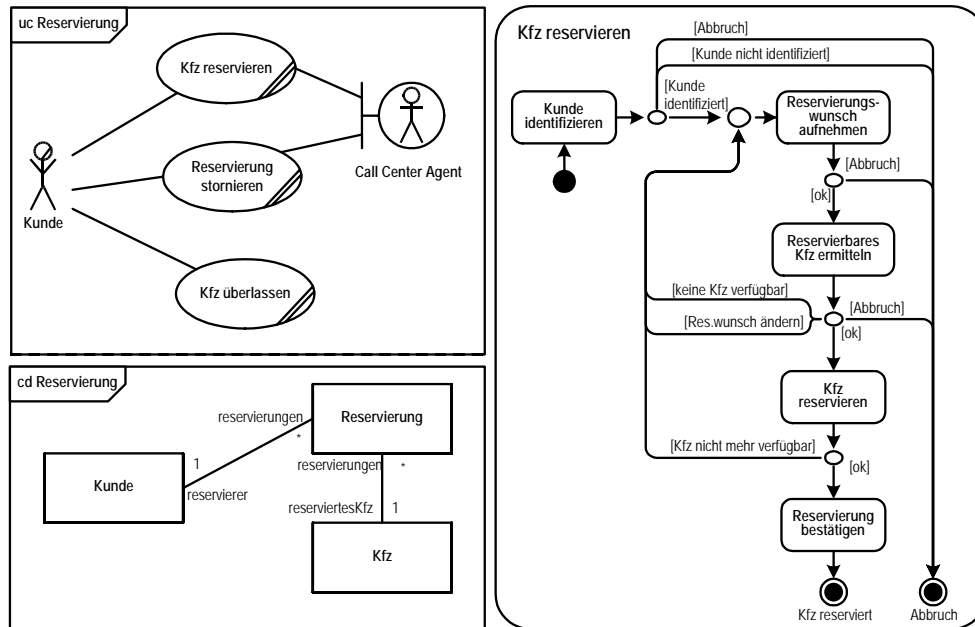 uc Reservierung
Kfz reservieren
Reservierung
stornieren
Kfz überlassen
Kunde
Call Center Agent
cd Reservierung
Reservierung
reservierungen
*
reservierungen
*
1
Kunde
reservierer
reserviertesKfz
1
Kfz
Kfz reservieren
[Abbruch]
[Kunde nicht identifiziert]
[Kunde
identifiziert]
Kunde
identifizieren
Reservierungs-
wunsch
aufnehmen
[Abbruch]
[ok]
Reservierbares
Kfz ermitteln
[keine Kfz verfügbar]
[Abbruch]
[Res.wunsch ändern]
[ok]
Kfz
reservieren
[Kfz nicht mehr verfügbar]
[ok]
Reservierung
bestätigen
Kfz reserviert
Abbruch